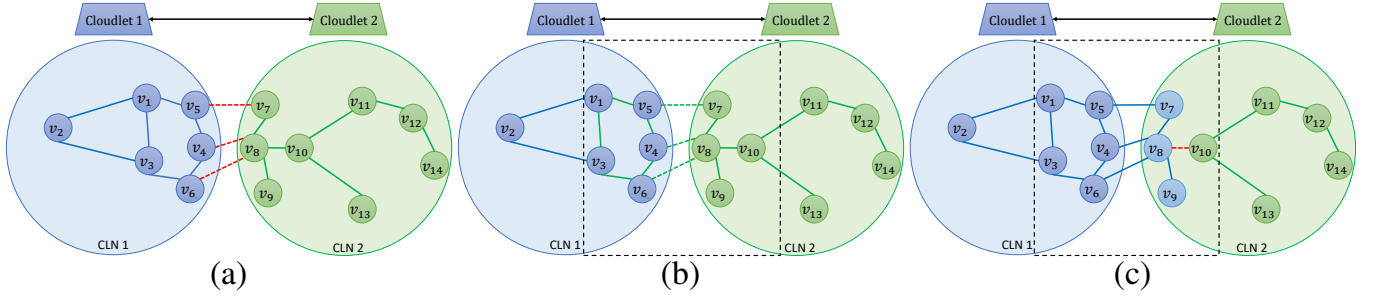 Cloudlet 1 Cloudlet 2
v1 v5 v7 v11
v2 v12
v3 v4 v8 v10 v14
v6 v9
v13
CLN 1 CLN 2
(a)
Cloudlet 1 Cloudlet 2
v1 v5 v7 v11
v2 v12
v3 v4 v8 v10 v14
v6 v9
v13
CLN 1 CLN 2
(b)
Cloudlet 1 Cloudlet 2
v1 v5 v7 v11
v2 v12
v3 v4 v8 v10 v14
v6 v9
v13
CLN 1 CLN 2
(c)